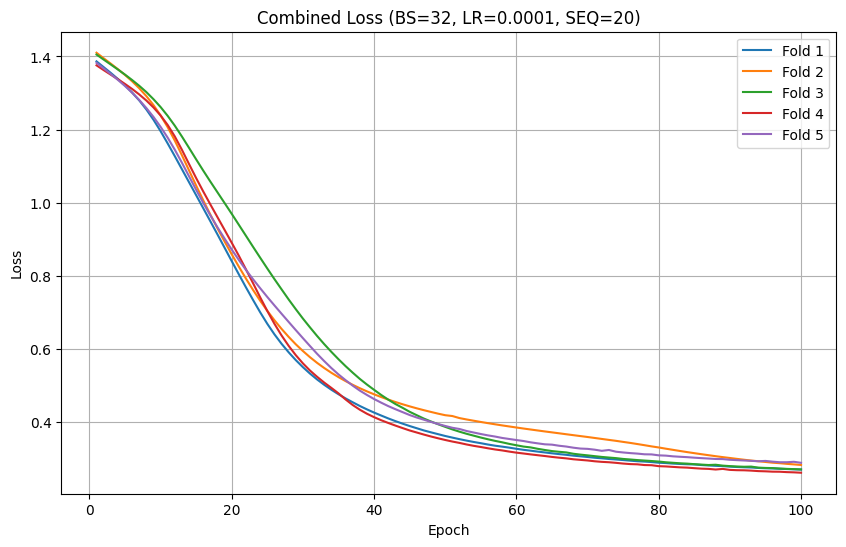 Combined Loss (BS=32, LR=0.0001, SEQ=20)
Fold 1
Fold 2
Fold 3
Fold 4
Fold 5
Loss
1.4
1.2
1.0
0.8
0.6
0.4
0 20 40 60 80 100
Epoch